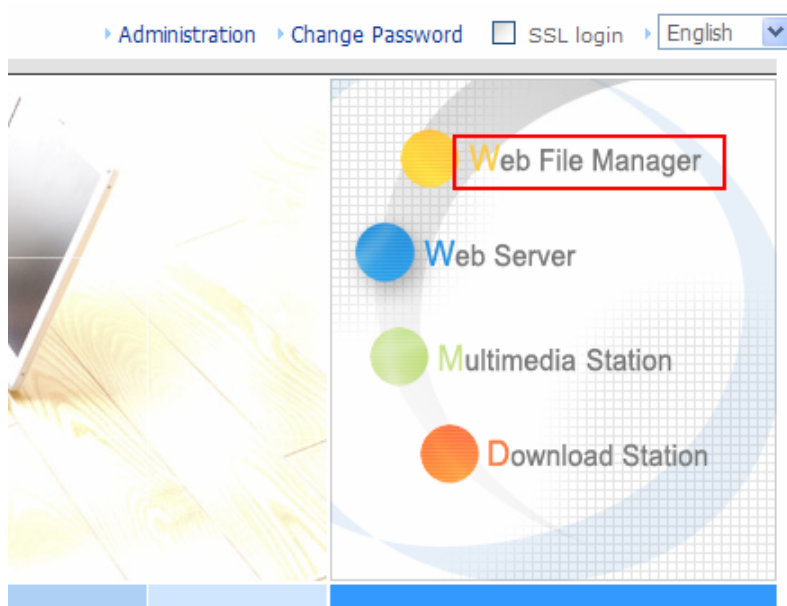 Administration Change Password SSL login English
Web File Manager
Web Server
Multimedia Station
Download Station